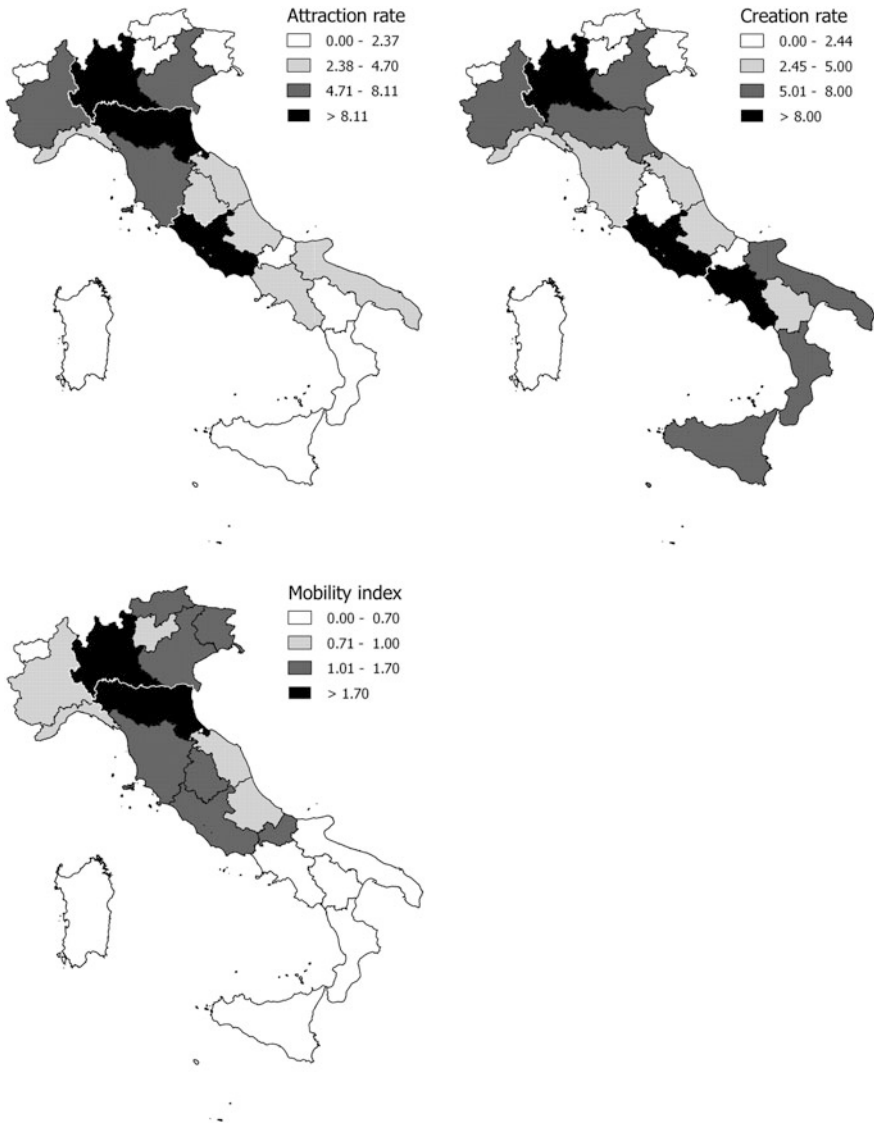 Attraction rate
0.00 - 2.37
2.38 - 4.70
4.71 - 8.11
> 8.11
Creation rate
0.00 - 2.44
2.45 - 5.00
5.01 - 8.00
> 8.00
Mobility index
0.00 - 0.70
0.71 - 1.00
1.01 - 1.70
> 1.70